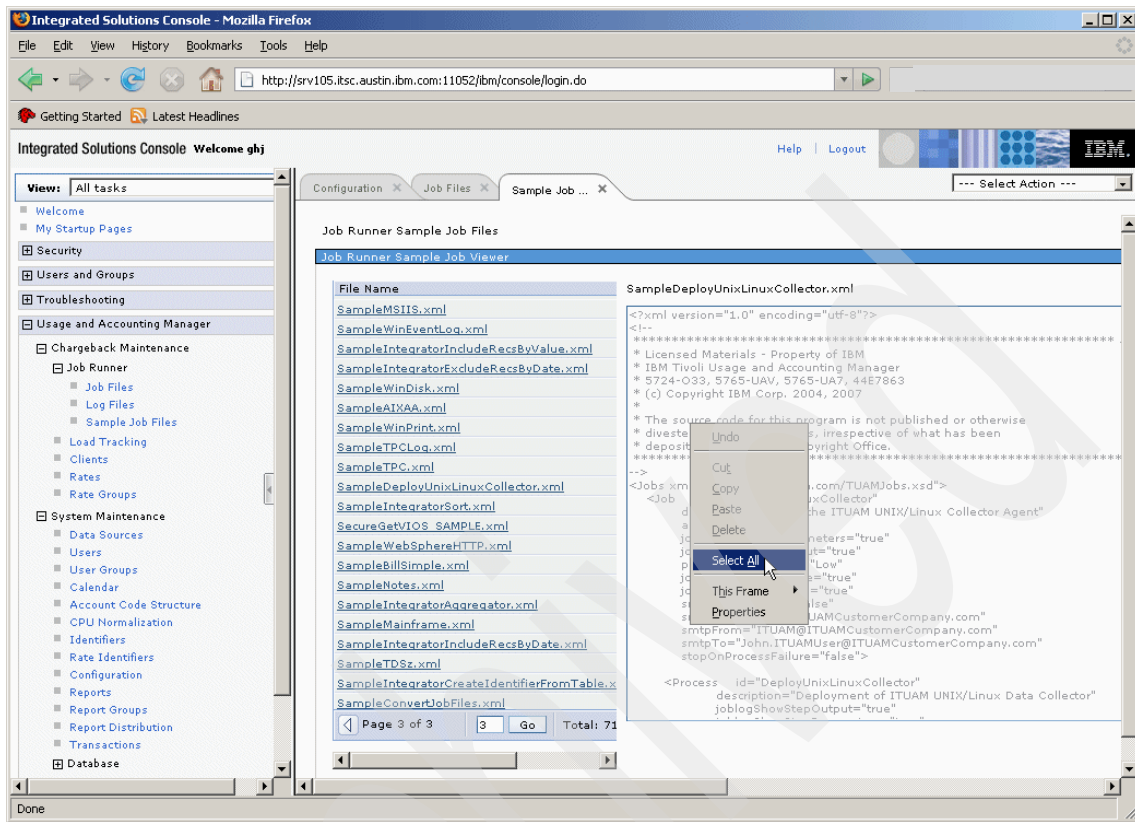 Integrated Solutions Console - Mozilla Firefox
File Edit View History Bookmarks Tools Help
http://srv105.itsc.austin.ibm.com:11052/ibm/console/login.do
Getting Started Latest Headlines
Integrated Solutions Console Welcome ghj
Help | Logout
IBM.
View: All tasks
Welcome
My Startup Pages
Security
Users and Groups
Troubleshooting
Usage and Accounting Manager
Chargeback Maintenance
Job Runner
Job Files
Log Files
Sample Job Files
Load Tracking
Clients
Rates
Rate Groups
System Maintenance
Data Sources
Users
User Groups
Calendar
Account Code Structure
CPU Normalization
Identifiers
Rate Identifiers
Configuration
Reports
Report Groups
Report Distribution
Transactions
Database
Configuration Job Files Sample Job ...
--- Select Action ---
Job Runner Sample Job Files
Job Runner Sample Job Viewer
File Name
SampleMSIIS.xml
SampleWinEventLog.xml
SampleIntegratorIncludeRecsByValue.xml
SampleIntegratorExcludeRecsByDate.xml
SampleWinDisk.xml
SampleAIXAA.xml
SampleWinPrint.xml
SampleTPCLog.xml
SampleTPC.xml
SampleDeployUnixLinuxCollector.xml
SampleIntegratorSort.xml
SecureGetVIOS_SAMPLE.xml
SampleWebSphereHTTP.xml
SampleBillSimple.xml
SampleNotes.xml
SampleIntegratorAggregator.xml
SampleMainframe.xml
SampleIntegratorIncludeRecsByDate.xml
SampleTDSz.xml
SampleIntegratorCreateIdentifierFromTable.x
SampleConvertJobFiles.xml
Page 3 of 3 3 Go Total: 71
SampleDeployUnixLinuxCollector.xml
<?xml version="1.0" encoding="utf-8"?>
<!--
* Licensed Materials - Property of IBM
* IBM Tivoli Usage and Accounting Manager
* 5724-O33, 5765-UAV, 5765-UA7, 44E7863
* (c) Copyright IBM Corp. 2004, 2007
*
* The source code for this program is not published or otherwise
* diveste s, irrespective of what has been
* deposit pyright Office.
-->
<Jobs xm .com/TUAMJobs.xsd">
<Job uxCollector"
the ITUAM UNIX/Linux Collector Agent"
meters="true"
ut="true"
"Low"
="true"
="true"
lse"
UAMCustomerCompany.com"
smtpFrom="ITUAM@ITUAMCustomerCompany.com"
smtpTo="John.ITUAMUser@ITUAMCustomerCompany.com"
stopOnProcessFailure="false">
<Process id="DeployUnixLinuxCollector"
description="Deployment of ITUAM UNIX/Linux Data Collector"
joblogShowStepOutput="true"
Undo
Cut
Copy
Paste
Delete
Select All
This Frame
Properties
Done